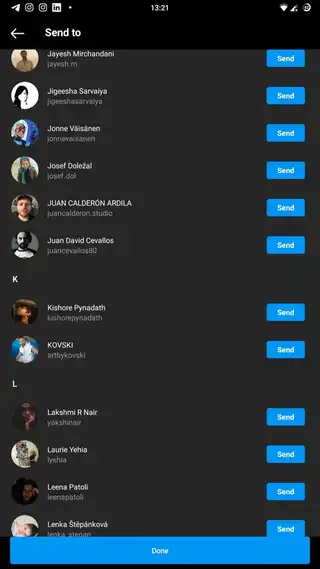 13:21
Send to
Jayesh Mirchandani
jayesh.m
Send
Jigeesha Sarvaiya
jigeeshasarvaiya
Send
Jonne Väisänen
jonnevaisanen
Send
Josef Doležal
josef.dol
Send
JUAN CALDERÓN ARDILA
juancalderon.studio
Send
Juan David Cevallos
juancevallos80
Send
K
Kishore Pynadath
kishorepynadath
Send
KOVSKI
artbykovski
Send
L
Lakshmi R Nair
yakshinair
Send
Laurie Yehia
lyehia
Send
Leena Patoli
leenapatoli
Send
Lenka Štěpánková
lenka_stepan
Send
Done